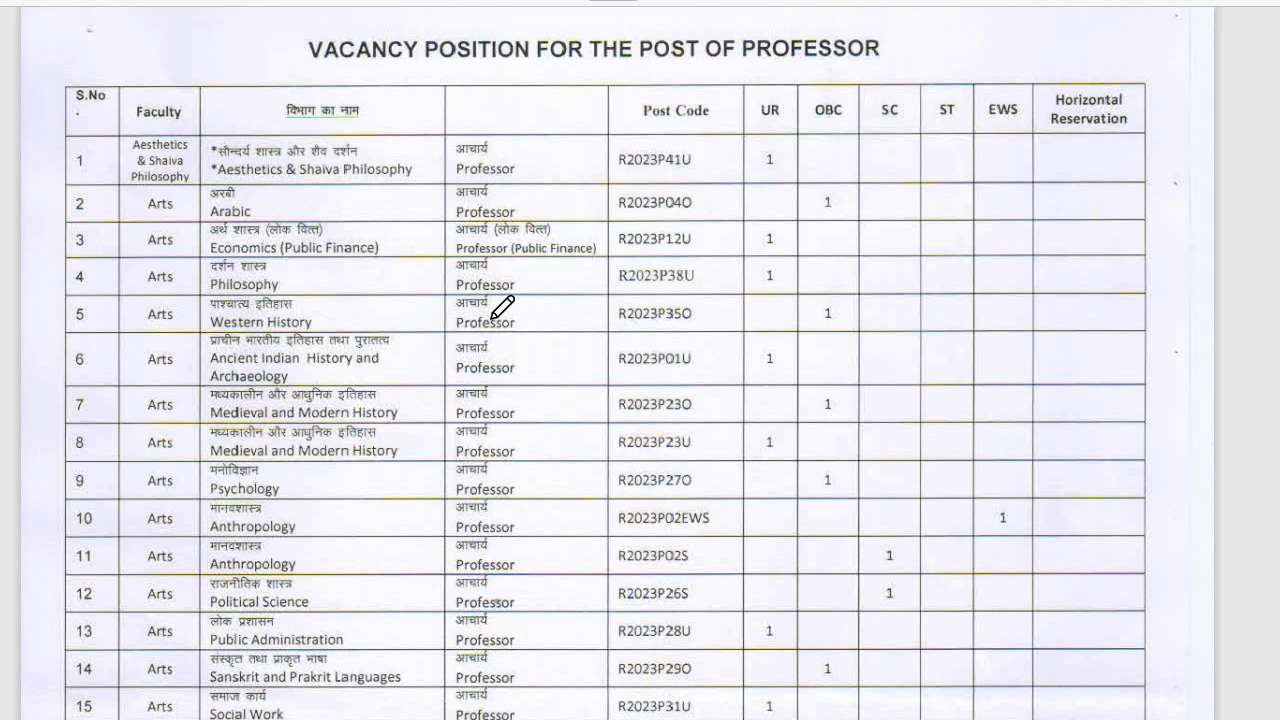 VACANCY POSITION FOR THE POST OF PROFESSOR
S.No. Faculty विभाग का नाम Post Code UR OBC SC ST EWS Horizontal Reservation
1 Aesthetics & Shaiva Philosophy *सौन्दर्य शास्त्र और शैव दर्शन *Aesthetics & Shaiva Philosophy आचार्य Professor R2023P41U 1
2 Arts अरबी Arabic आचार्य Professor R2023P04O 1
3 Arts अर्थ शास्त्र (लोक वित्त) Economics (Public Finance) आचार्य (लोक वित्त) Professor (Public Finance) R2023P12U 1
4 Arts दर्शन शास्त्र Philosophy आचार्य Professor R2023P38U 1
5 Arts पाश्चात्य इतिहास Western History आचार्य Professor R2023P35O 1
6 Arts प्राचीन भारतीय इतिहास तथा पुरातत्व Ancient Indian History and Archaeology आचार्य Professor R2023P01U 1
7 Arts मध्यकालीन और आधुनिक इतिहास Medieval and Modern History आचार्य Professor R2023P23O 1
8 Arts मध्यकालीन और आधुनिक इतिहास Medieval and Modern History आचार्य Professor R2023P23U 1
9 Arts मनोविज्ञान Psychology आचार्य Professor R2023P27O 1
10 Arts मानवशास्त्र Anthropology आचार्य Professor R2023P02EWS 1
11 Arts मानवशास्त्र Anthropology आचार्य Professor R2023P02S 1
12 Arts राजनीतिक शास्त्र Political Science आचार्य Professor R2023P26S 1
13 Arts लोक प्रशासन Public Administration आचार्य Professor R2023P28U 1
14 Arts संस्कृत तथा प्राकृत भाषा Sanskrit and Prakrit Languages आचार्य Professor R2023P29O 1
15 Arts समाज कार्य Social Work आचार्य Professor R2023P31U 1